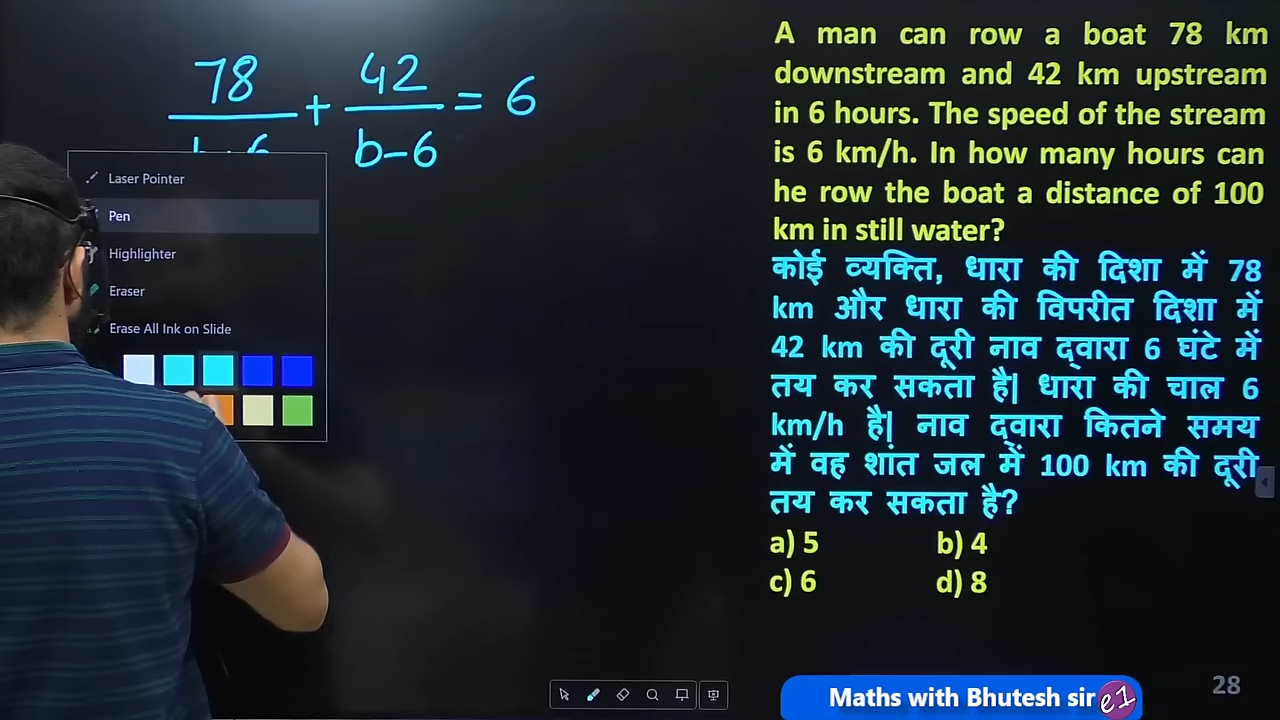 78 + 42 = 6
b-6
Laser Pointer
Pen
Highlighter
Eraser
Erase All Ink on Slide
A man can row a boat 78 km
downstream and 42 km upstream
in 6 hours. The speed of the stream
is 6 km/h. In how many hours can
he row the boat a distance of 100
km in still water?
कोई व्यक्ति, धारा की दिशा में 78
km और धारा की विपरीत दिशा में
42 km की दूरी नाव द्वारा 6 घंटे में
तय कर सकता है| धारा की चाल 6
km/h है| नाव द्वारा कितने समय
में वह शांत जल में 100 km की दूरी
तय कर सकता है?
a) 5 b) 4
c) 6 d) 8
Maths with Bhutesh sir e1
28